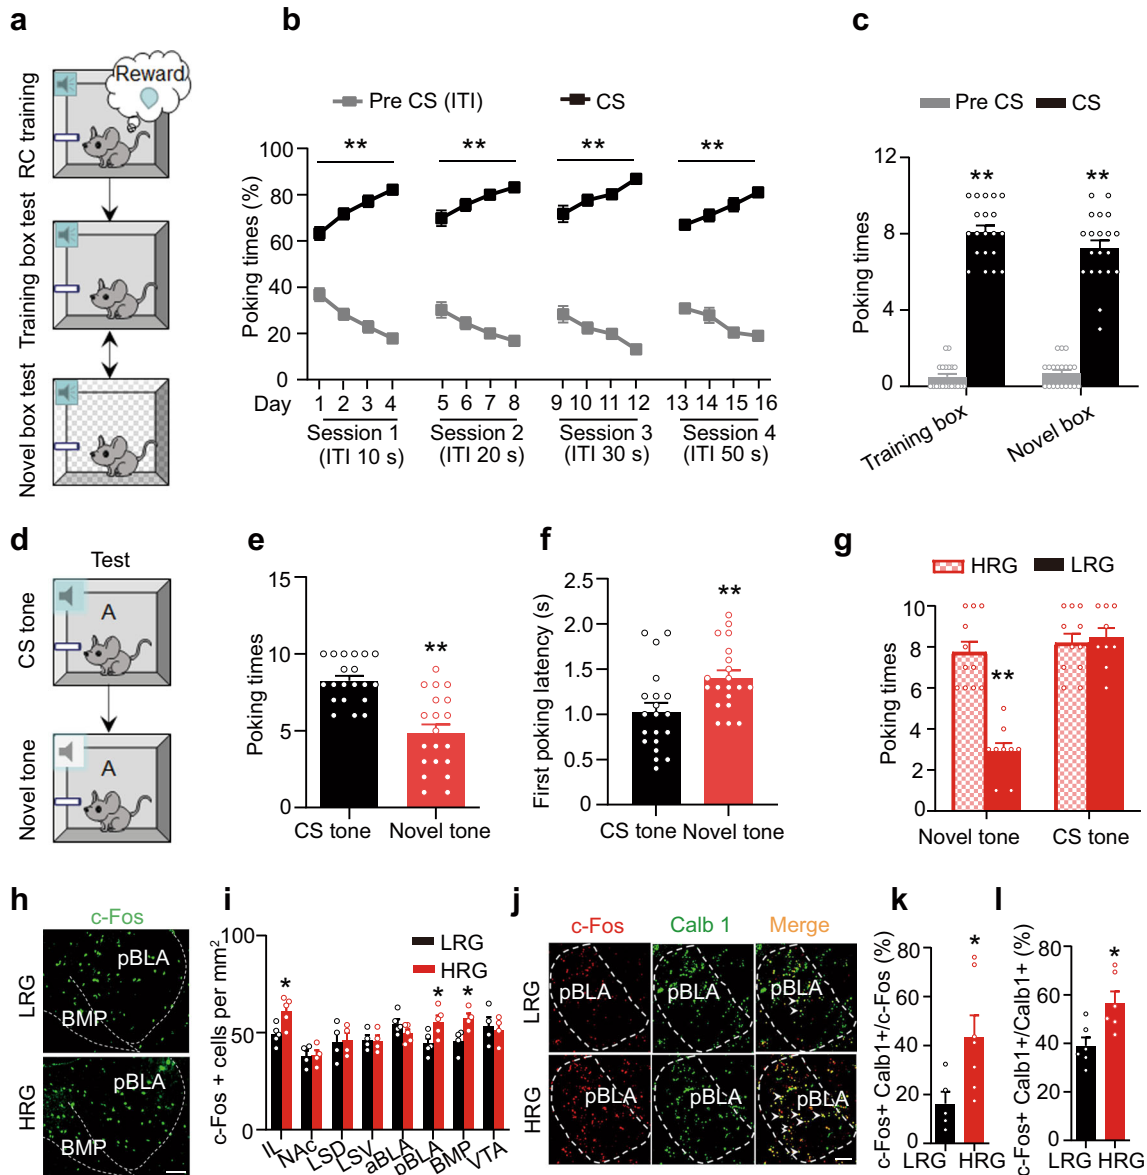 a
RC training
Reward
Training box test
Novel box test
b
Pre CS (ITI)
CS
Poking times (%)
100
80
60
40
20
0
** ** ** **
Day
1 2 3 4 5 6 7 8 9 10 11 12 13 14 15 16
Session 1 Session 2 Session 3 Session 4
(ITI 10 s) (ITI 20 s) (ITI 30 s) (ITI 50 s)
c
Pre CS
CS
Poking times
12
8
4
0
** **
Training box
Novel box
d
Test
CS tone
A
Novel tone
A
e
Poking times
15
10
5
0
**
CS tone Novel tone
f
First poking latency (s)
2.5
2.0
1.5
1.0
0.5
0
**
CS tone Novel tone
g
HRG
LRG
Poking times
10
8
6
4
2
0
**
Novel tone CS tone
h
c-Fos
LRG
pBLA
BMP
HRG
pBLA
BMP
i
c-Fos + cells per mm²
100
50
0
LRG
HRG
* * *
IL NAc LSD LSV aBLA pBLA BMP VTA
j
c-Fos Calb 1 Merge
LRG
pBLA pBLA pBLA
HRG
pBLA pBLA pBLA
k
c-Fos+ Calb1+/c-Fos (%)
80
60
40
20
0
*
LRG HRG
l
c-Fos+ Calb1+/Calb1+ (%)
80
60
40
20
0
*
LRG HRG